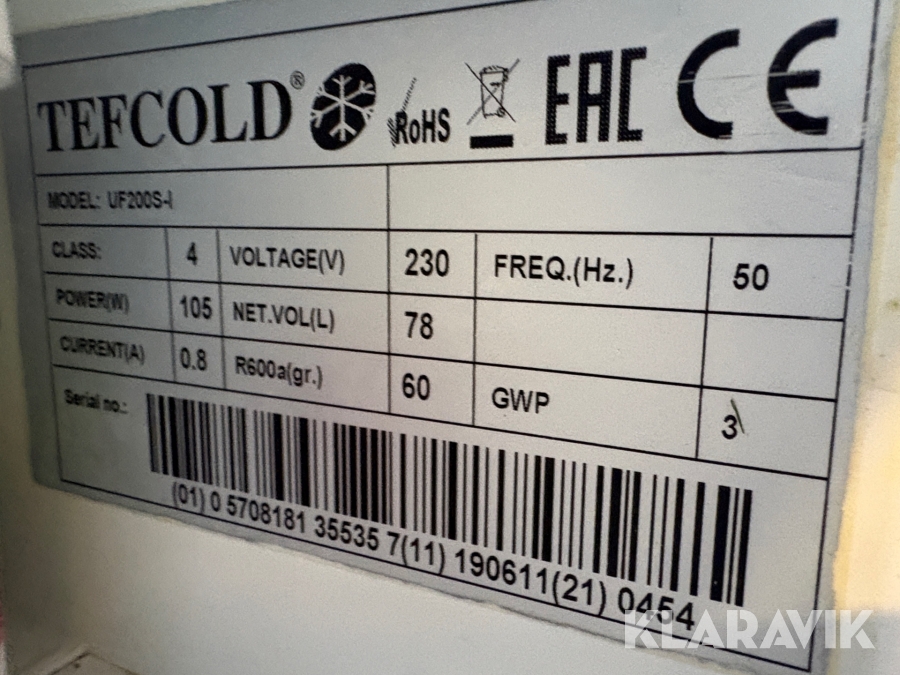 TEFCOLD® RoHS EAC CE
MODEL: UF200S-I
CLASS: 4 VOLTAGE(V) 230 FREQ.(Hz.) 50
POWER(W) 105 NET.VOL(L) 78
CURRENT(A) 0.8 R600a(gr.) 60 GWP 3
Serial no.:
(01) 0 5708181 35535 7(11) 190611(21) 0454
KLARAVIK